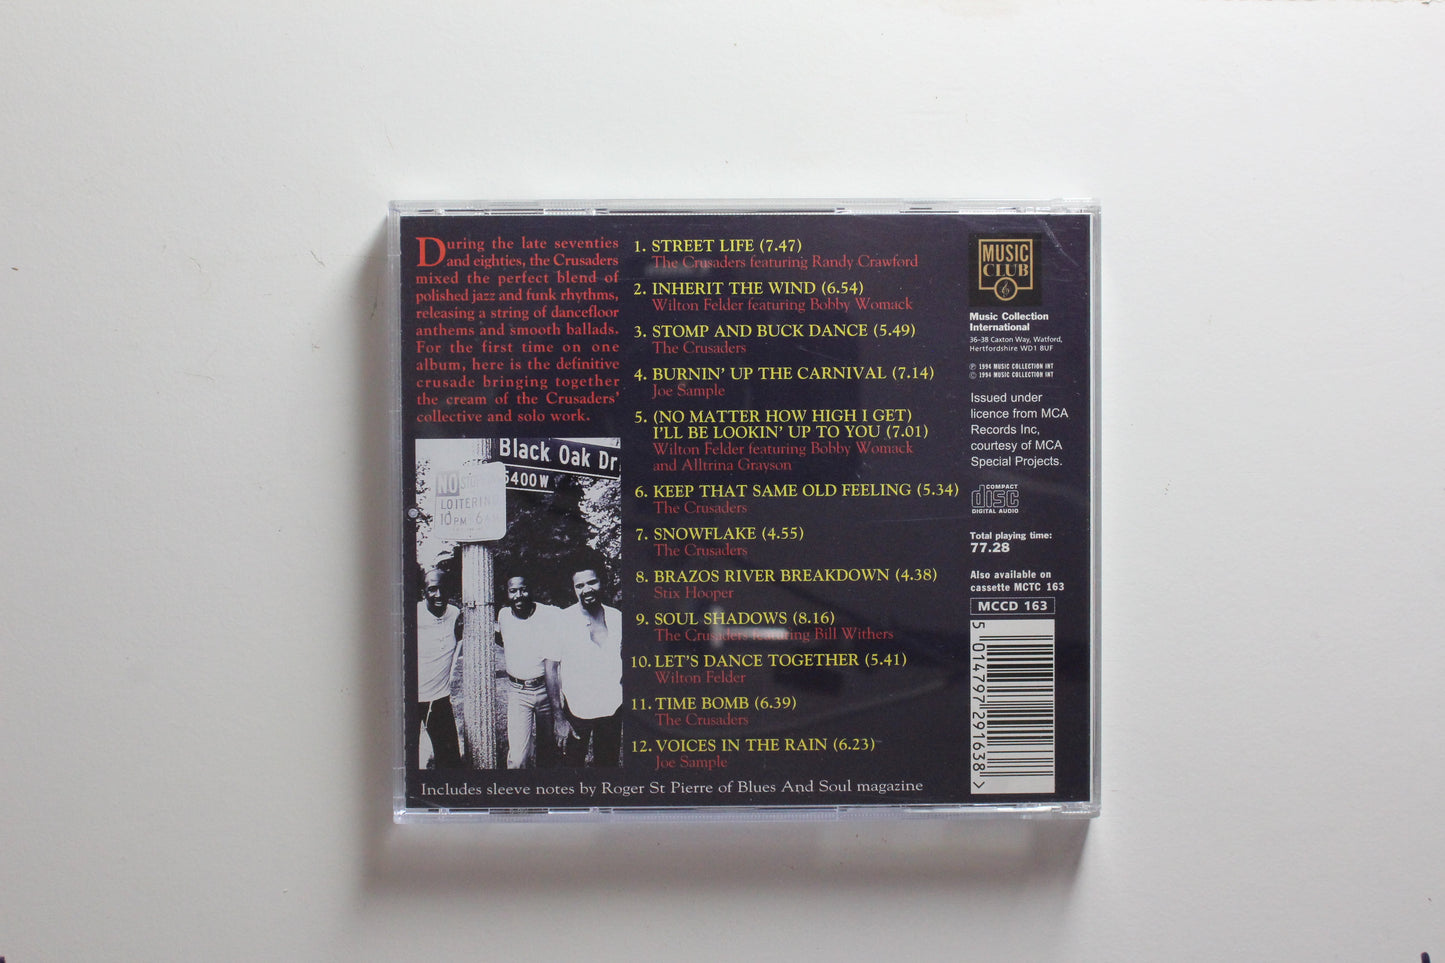 During the late seventies
and eighties, the Crusaders
mixed the perfect blend of
polished jazz and funk rhythms,
releasing a string of dancefloor
anthems and smooth ballads.
For the first time on one
album, here is the definitive
crusade bringing together
the cream of the Crusaders'
collective and solo work.
Black Oak Dr
5400 W
NO
LOITERING
10 PM 6 AM
1. STREET LIFE (7.47)
The Crusaders featuring Randy Crawford
2. INHERIT THE WIND (6.54)
Wilton Felder featuring Bobby Womack
3. STOMP AND BUCK DANCE (5.49)
The Crusaders
4. BURNIN' UP THE CARNIVAL (7.14)
Joe Sample
5. (NO MATTER HOW HIGH I GET)
I'LL BE LOOKIN' UP TO YOU (7.01)
Wilton Felder featuring Bobby Womack
and Alltrina Grayson
6. KEEP THAT SAME OLD FEELING (5.34)
The Crusaders
7. SNOWFLAKE (4.55)
The Crusaders
8. BRAZOS RIVER BREAKDOWN (4.38)
Stix Hooper
9. SOUL SHADOWS (8.16)
The Crusaders featuring Bill Withers
10. LET'S DANCE TOGETHER (5.41)
Wilton Felder
11. TIME BOMB (6.39)
The Crusaders
12. VOICES IN THE RAIN (6.23)
Joe Sample
Includes sleeve notes by Roger St Pierre of Blues And Soul magazine
MUSIC
CLUB
Music Collection
International
36-38 Caxton Way, Watford,
Hertfordshire WD1 8UF
℗ 1994 MUSIC COLLECTION INT
© 1994 MUSIC COLLECTION INT
Issued under
licence from MCA
Records Inc,
courtesy of MCA
Special Projects.
COMPACT
disc
DIGITAL AUDIO
Total playing time:
77.28
Also available on
cassette MCTC 163
MCCD 163
5 014797 291638 >